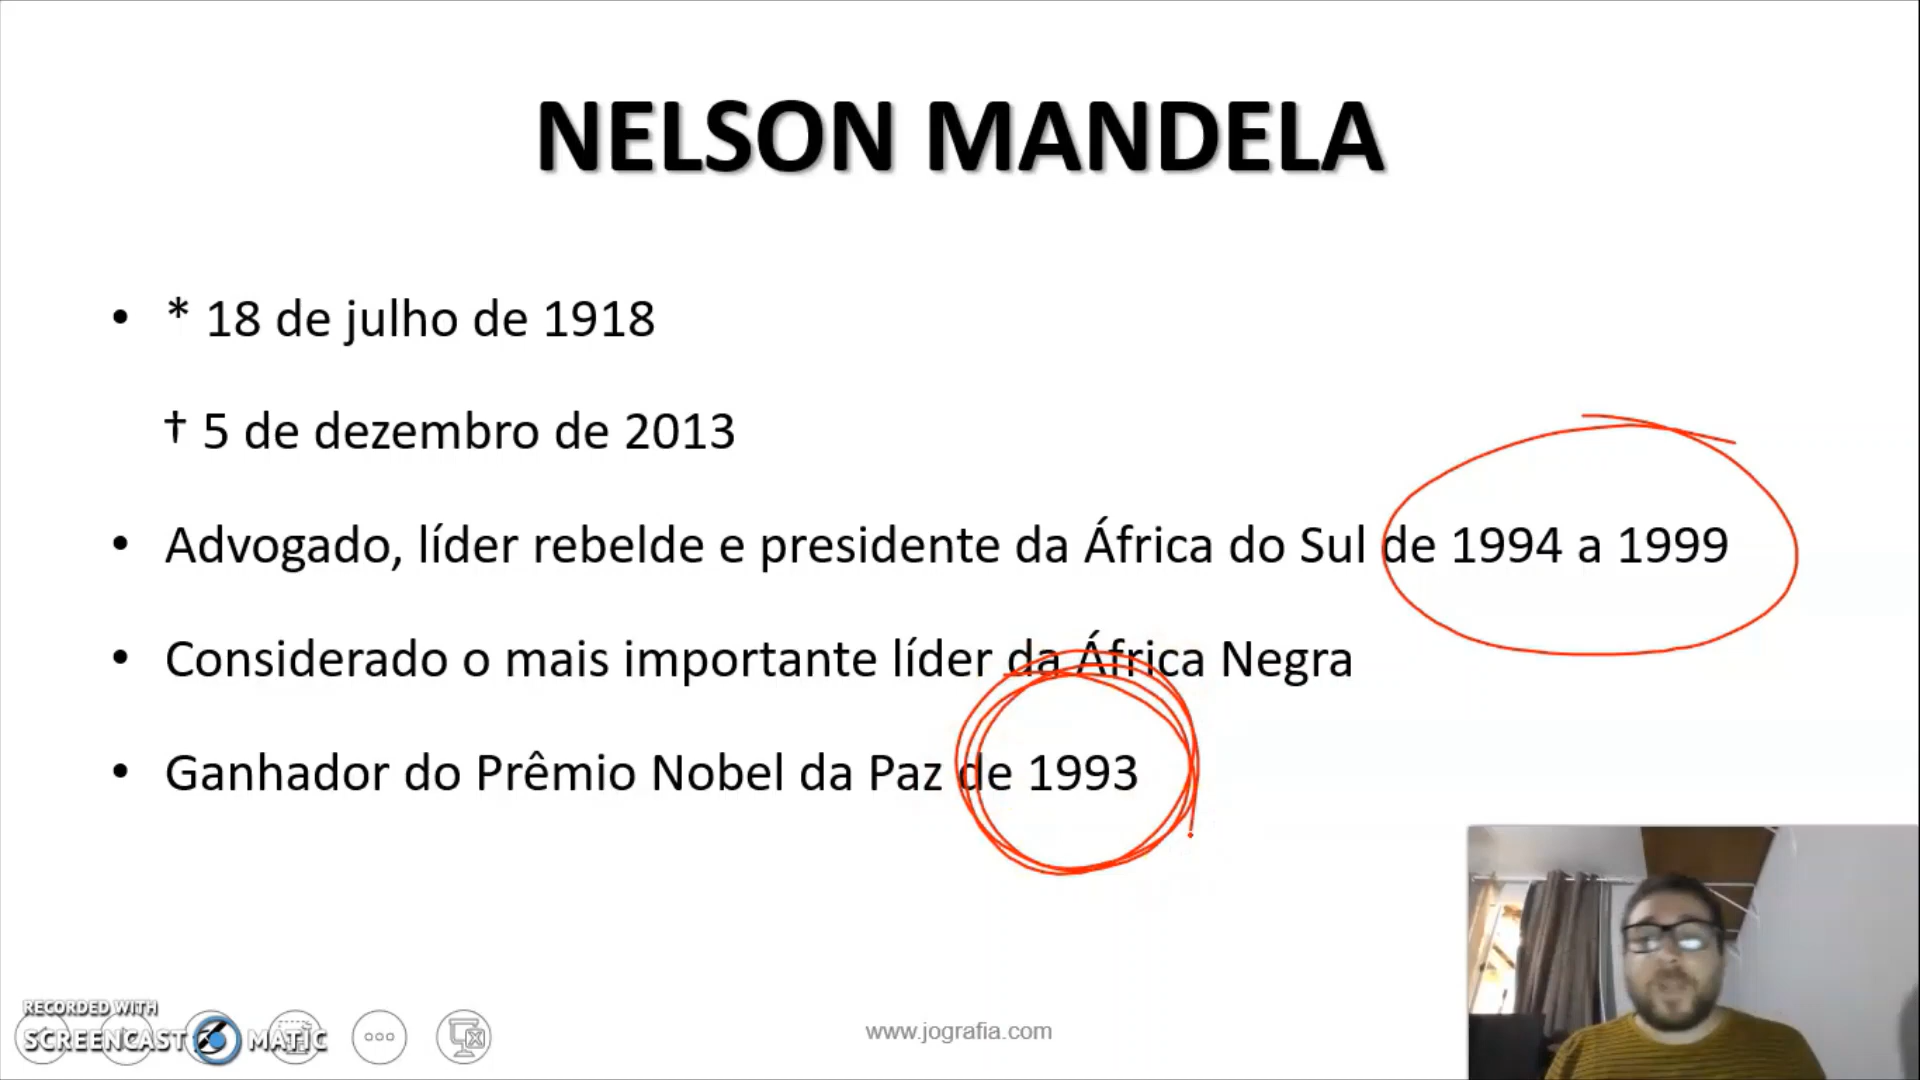 NELSON MANDELA
• * 18 de julho de 1918
† 5 de dezembro de 2013
• Advogado, líder rebelde e presidente da África do Sul de 1994 a 1999
• Considerado o mais importante líder da África Negra
• Ganhador do Prêmio Nobel da Paz de 1993
RECORDED WITH
SCREENCAST MATIC
www.jografia.com